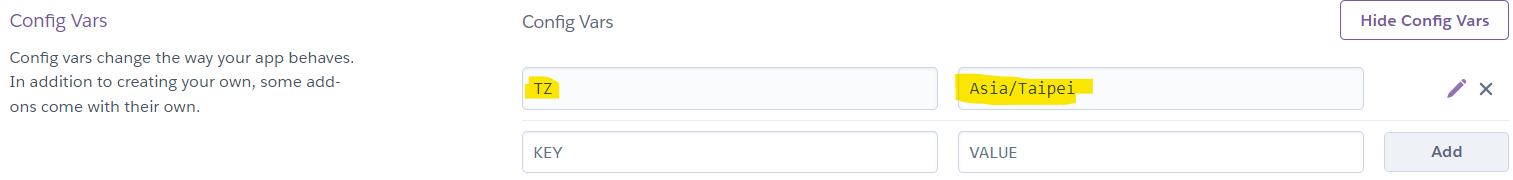 Config Vars
Config vars change the way your app behaves.
In addition to creating your own, some add-
ons come with their own.
Config Vars
Hide Config Vars
TZ
Asia/Taipei
KEY
VALUE
Add